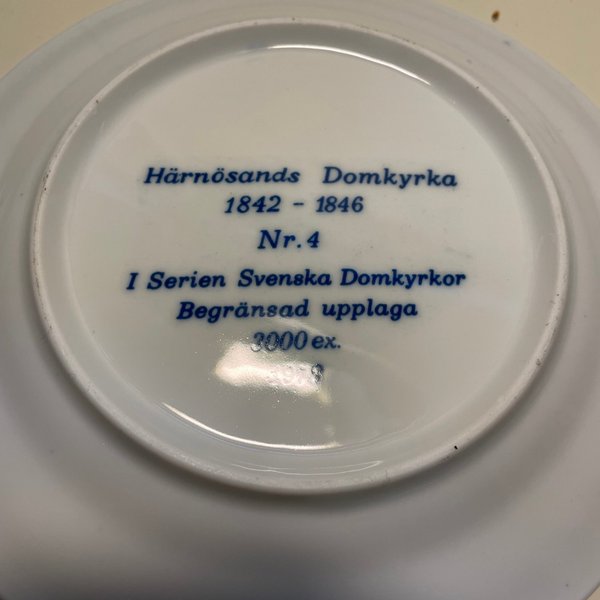 Härnösands Domkyrka
1842 - 1846
Nr. 4
I Serien Svenska Domkyrkor
Begränsad upplaga
3000 ex.